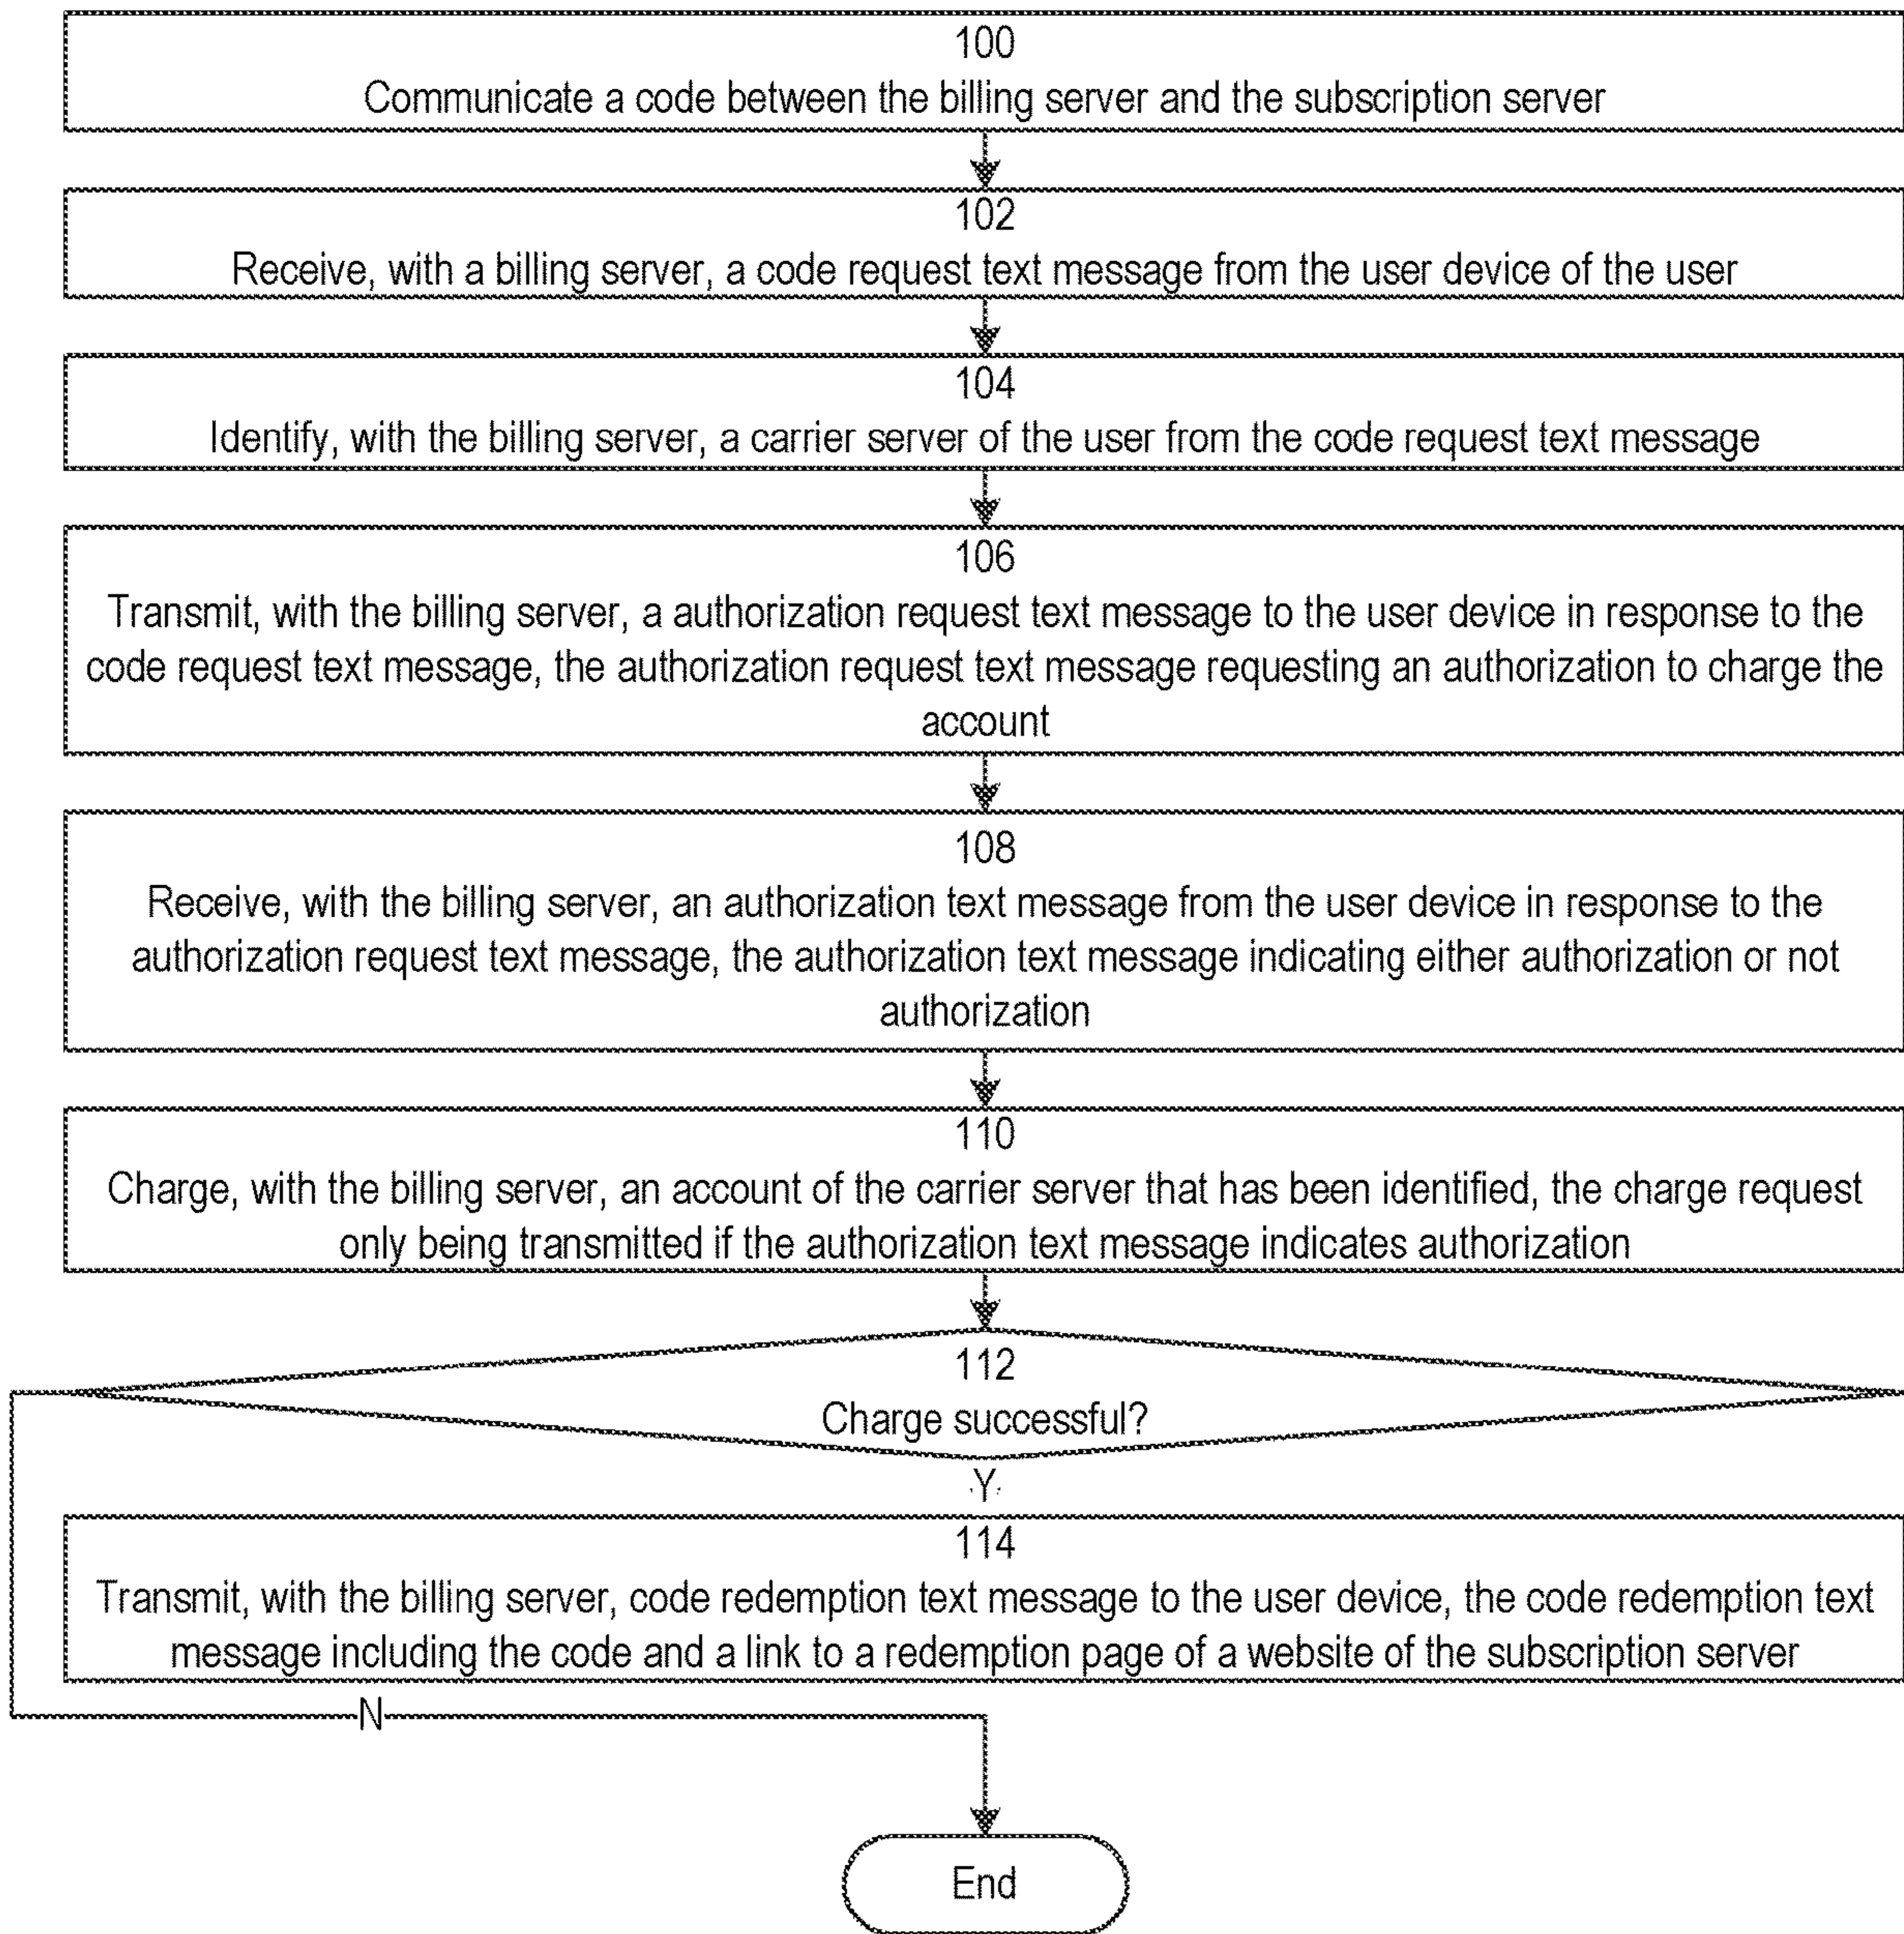 100
Communicate a code between the billing server and the subscription server
102
Receive, with a billing server, a code request text message from the user device of the user
104
Identify, with the billing server, a carrier server of the user from the code request text message
106
Transmit, with the billing server, a authorization request text message to the user device in response to the
code request text message, the authorization request text message requesting an authorization to charge the
account
108
Receive, with the billing server, an authorization text message from the user device in response to the
authorization request text message, the authorization text message indicating either authorization or not
authorization
110
Charge, with the billing server, an account of the carrier server that has been identified, the charge request
only being transmitted if the authorization text message indicates authorization
112
Charge successful?
Y
114
Transmit, with the billing server, code redemption text message to the user device, the code redemption text
message including the code and a link to a redemption page of a website of the subscription server
N
End